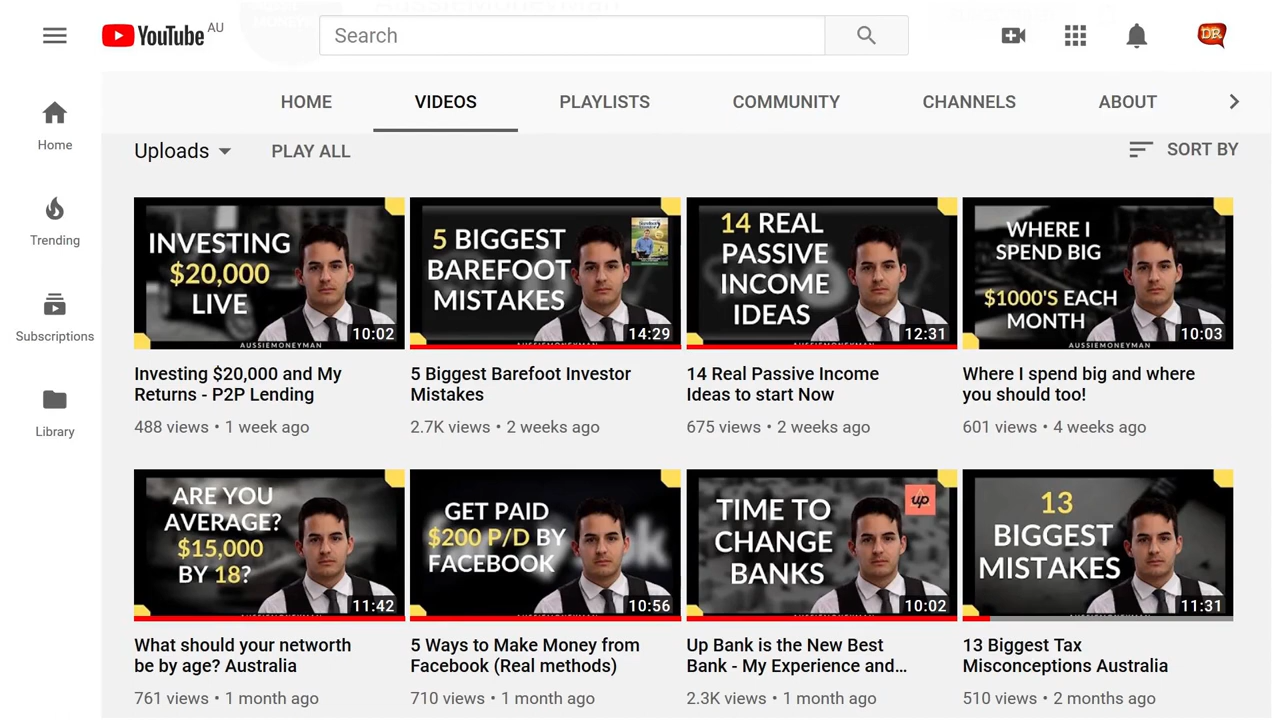 YouTube AU
Search
DR
HOME VIDEOS PLAYLISTS COMMUNITY CHANNELS ABOUT
Home
Trending
Subscriptions
Library
Uploads PLAY ALL SORT BY
INVESTING
$20,000
LIVE
10:02
AUSSIEMONEYMAN
5 BIGGEST
BAREFOOT
MISTAKES
14:29
AUSSIEMONEYMAN
14 REAL
PASSIVE
INCOME
IDEAS
12:31
AUSSIEMONEYMAN
WHERE I
SPEND BIG
$1000'S EACH
MONTH
10:03
AUSSIEMONEYMAN
Investing $20,000 and My
Returns - P2P Lending
488 views • 1 week ago
5 Biggest Barefoot Investor
Mistakes
2.7K views • 2 weeks ago
14 Real Passive Income
Ideas to start Now
675 views • 2 weeks ago
Where I spend big and where
you should too!
601 views • 4 weeks ago
ARE YOU
AVERAGE?
$15,000
BY 18?
11:42
GET PAID
$200 P/D BY
FACEBOOK
10:56
up
TIME TO
CHANGE
BANKS
10:02
13
BIGGEST
MISTAKES
11:31
What should your networth
be by age? Australia
761 views • 1 month ago
5 Ways to Make Money from
Facebook (Real methods)
710 views • 1 month ago
Up Bank is the New Best
Bank - My Experience and...
2.3K views • 1 month ago
13 Biggest Tax
Misconceptions Australia
510 views • 2 months ago